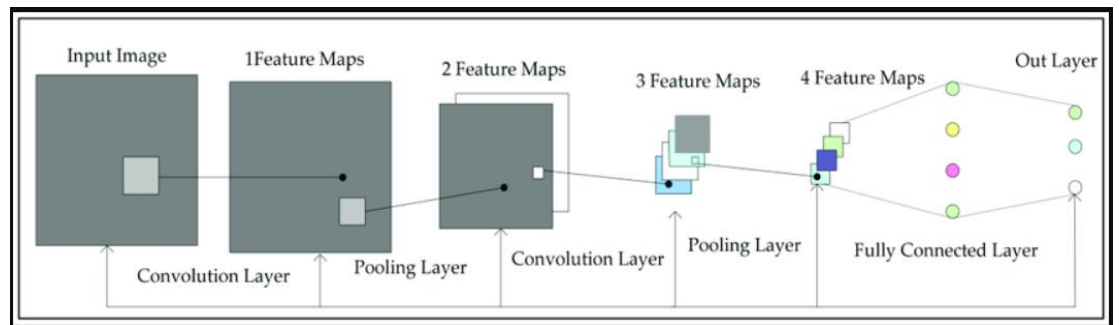 Input Image
1Feature Maps
2 Feature Maps
3 Feature Maps
4 Feature Maps
Out Layer
Convolution Layer
Pooling Layer
Convolution Layer
Pooling Layer
Fully Connected Layer